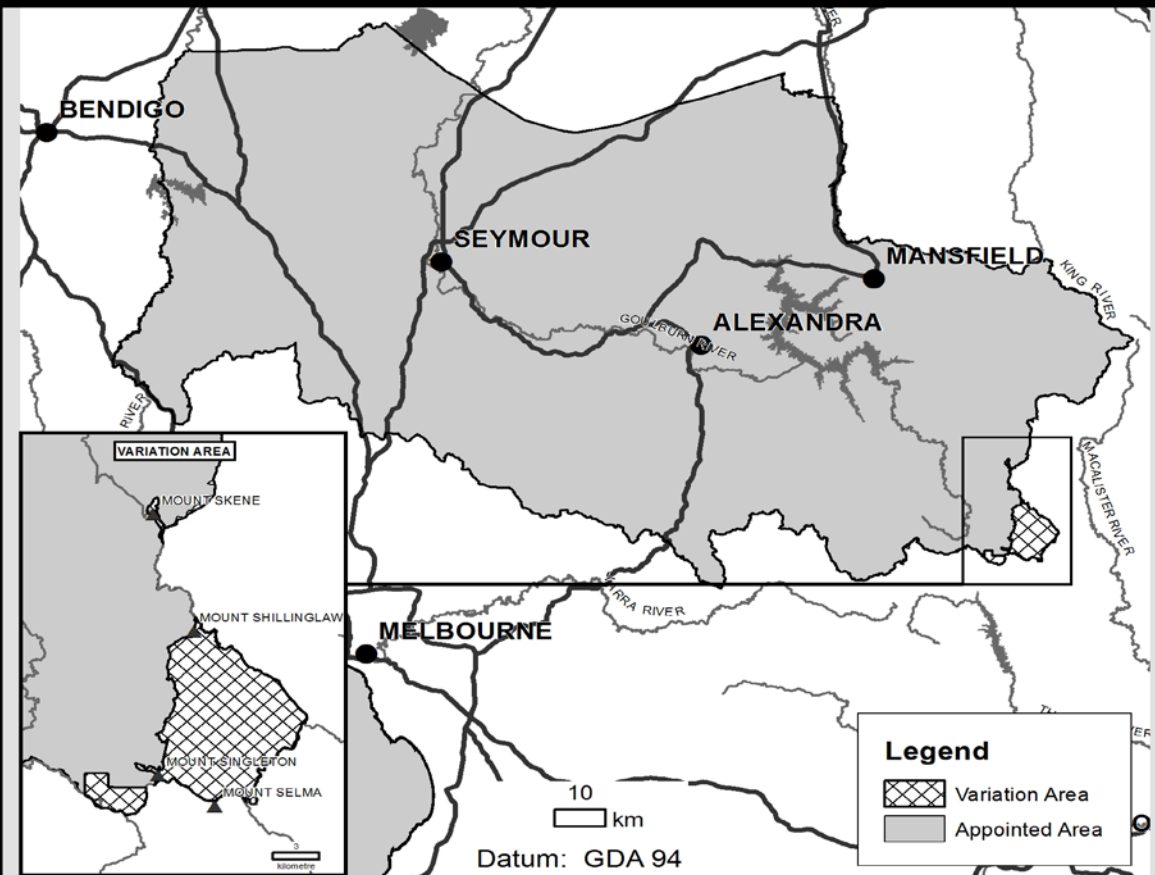 BENDIGO
SEYMOUR
MANSFIELD
KING RIVER
ALEXANDRA
GOULBURN RIVER
RIVER
MACALISTER RIVER
VARIATION AREA
MOUNT SKENE
MOUNT SHILLINGLAW
MOUNT SINGLETON
MOUNT SELMA
3
kilometre
MELBOURNE
10
km
Datum: GDA 94
Legend
Variation Area
Appointed Area